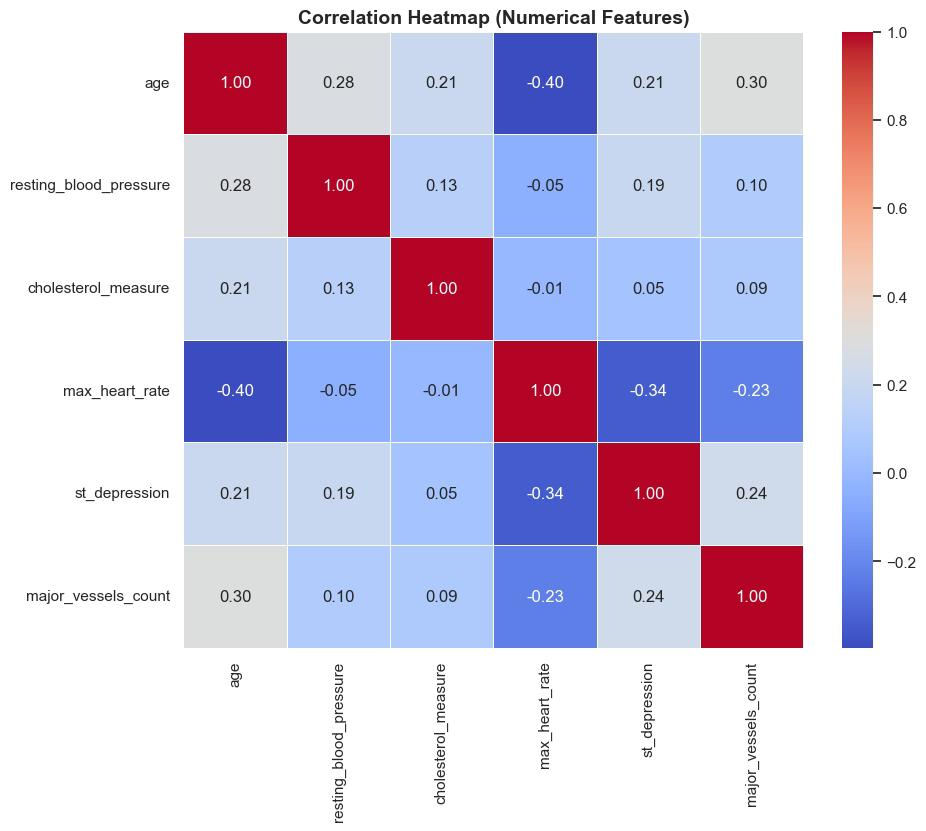 Correlation Heatmap (Numerical Features)
age 1.00 0.28 0.21 -0.40 0.21 0.30
resting_blood_pressure 0.28 1.00 0.13 -0.05 0.19 0.10
cholesterol_measure 0.21 0.13 1.00 -0.01 0.05 0.09
max_heart_rate -0.40 -0.05 -0.01 1.00 -0.34 -0.23
st_depression 0.21 0.19 0.05 -0.34 1.00 0.24
major_vessels_count 0.30 0.10 0.09 -0.23 0.24 1.00
age
resting_blood_pressure
cholesterol_measure
max_heart_rate
st_depression
major_vessels_count
1.0
0.8
0.6
0.4
0.2
0.0
−0.2